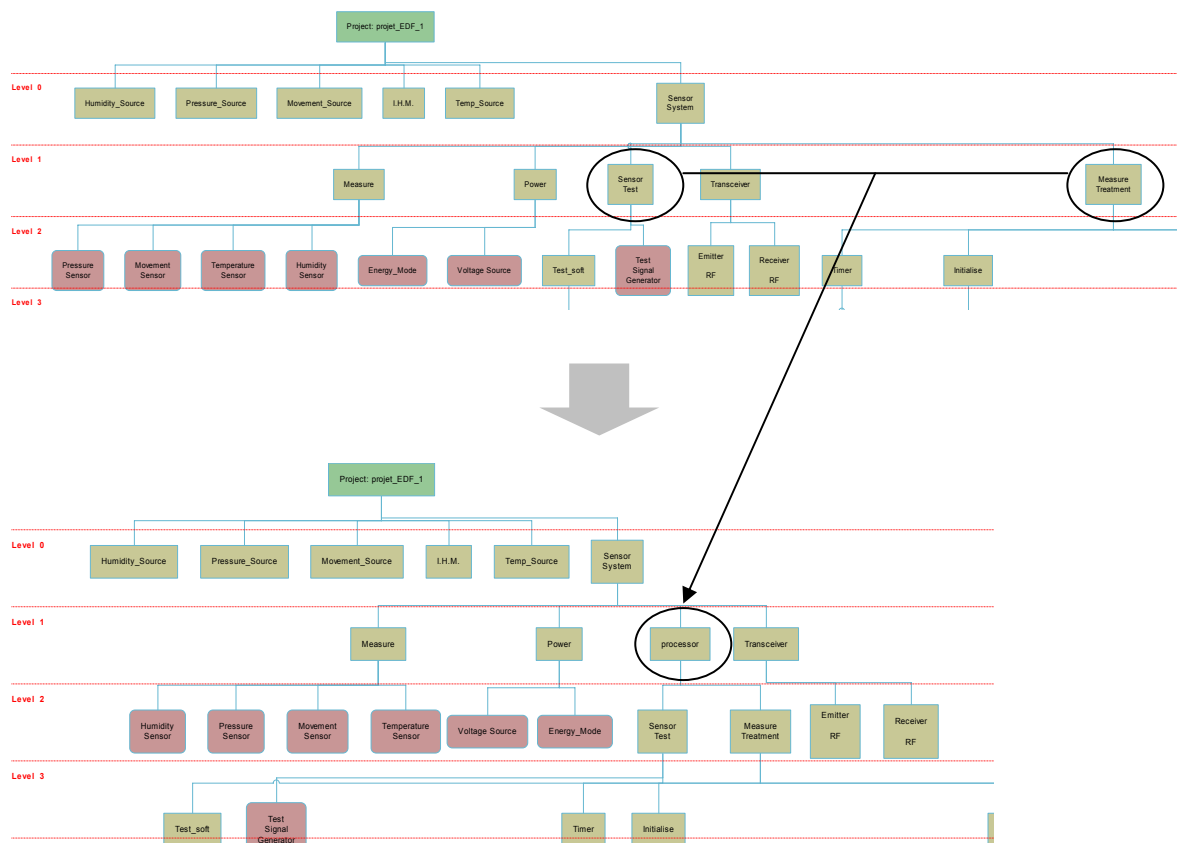 Project: projet_EDF_1
Level 0
Humidity_Source
Pressure_Source
Movement_Source
I.H.M.
Temp_Source
Sensor
System
Level 1
Measure
Power
Sensor
Test
Transceiver
Measure
Treatment
Level 2
Pressure
Sensor
Movement
Sensor
Temperature
Sensor
Humidity
Sensor
Energy_Mode
Voltage Source
Test_soft
Test
Signal
Generator
Emitter
RF
Receiver
RF
Timer
Initialise
Level 3
Project: projet_EDF_1
Level 0
Humidity_Source
Pressure_Source
Movement_Source
I.H.M.
Temp_Source
Sensor
System
Level 1
Measure
Power
processor
Transceiver
Level 2
Humidity
Sensor
Pressure
Sensor
Movement
Sensor
Temperature
Sensor
Voltage Source
Energy_Mode
Sensor
Test
Measure
Treatment
Emitter
RF
Receiver
RF
Level 3
Test_soft
Test
Signal
Generator
Timer
Initialise